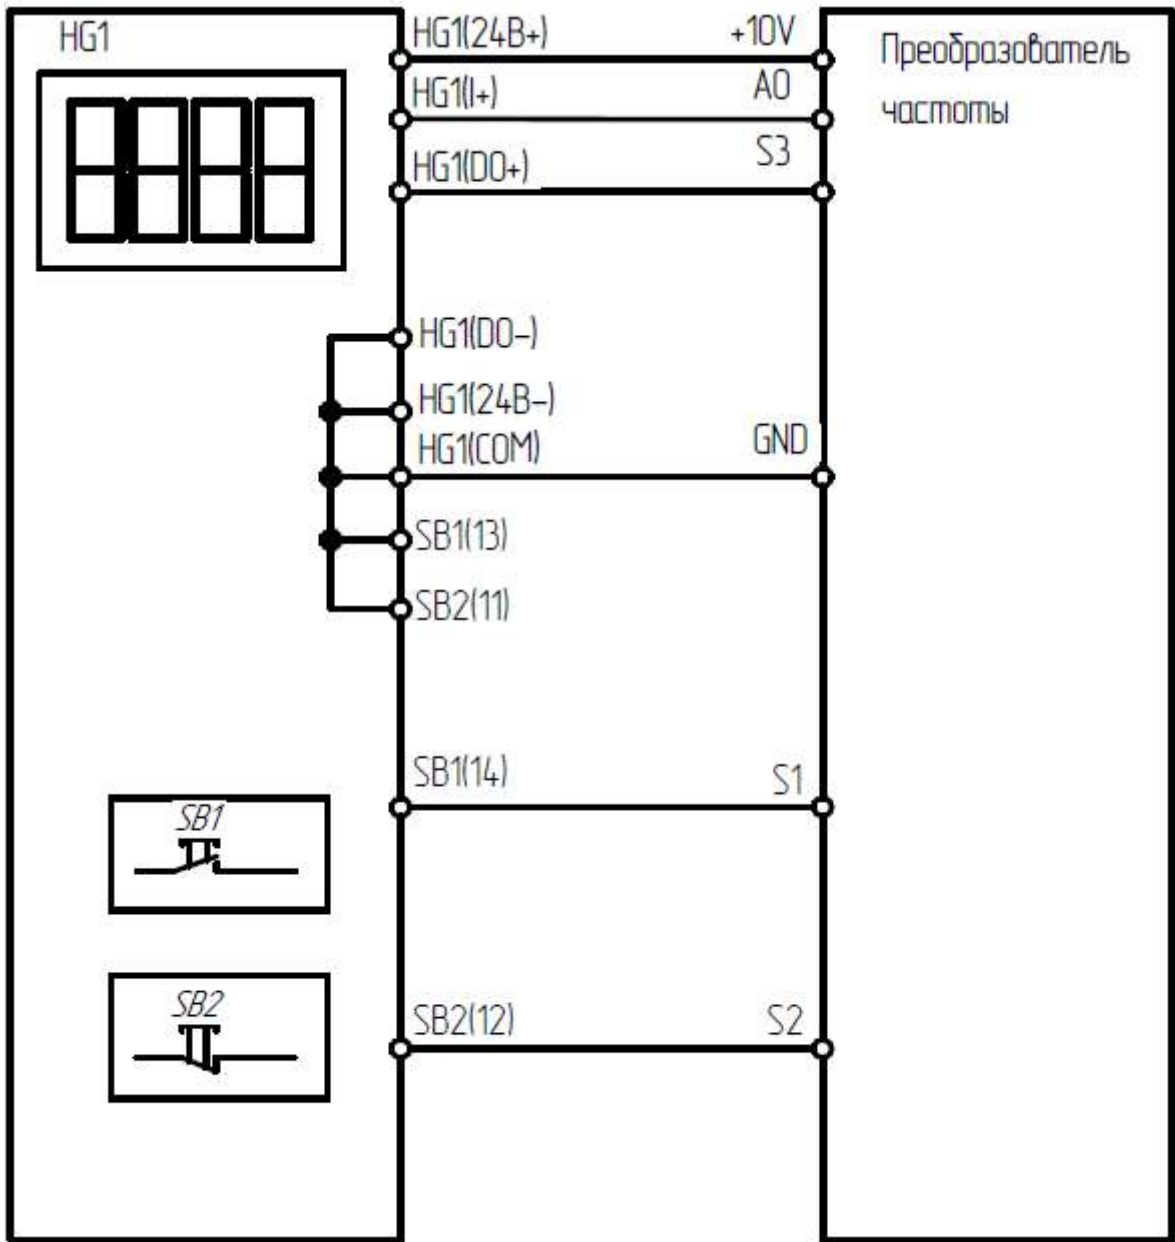 HG1
HG1(24В+)
+10V
Преобразователь
частоты
HG1(I+)
AO
HG1(DO+)
S3
HG1(DO-)
HG1(24В-)
HG1(COM)
GND
SB1(13)
SB2(11)
SB1(14)
S1
SB1
SB2
SB2(12)
S2